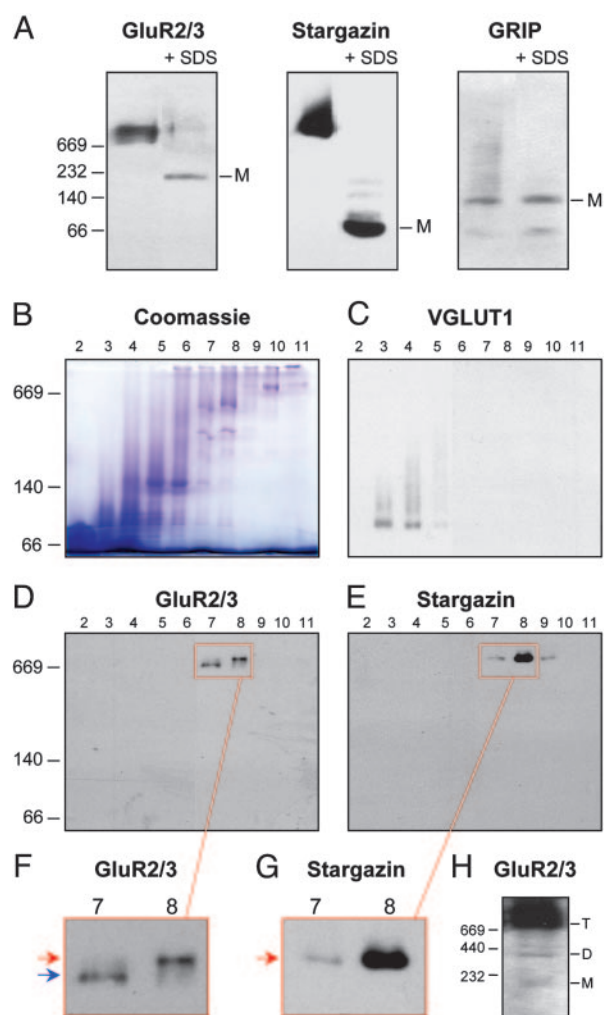 A
GluR2/3
+ SDS
Stargazin
+ SDS
GRIP
+ SDS
669
232
140
66
M
M
M
B
Coomassie
2 3 4 5 6 7 8 9 10 11
669
140
66
C
VGLUT1
2 3 4 5 6 7 8 9 10 11
D
GluR2/3
2 3 4 5 6 7 8 9 10 11
669
140
66
E
Stargazin
2 3 4 5 6 7 8 9 10 11
F
GluR2/3
7 8
G
Stargazin
7 8
H
GluR2/3
669
440
232
T
D
M